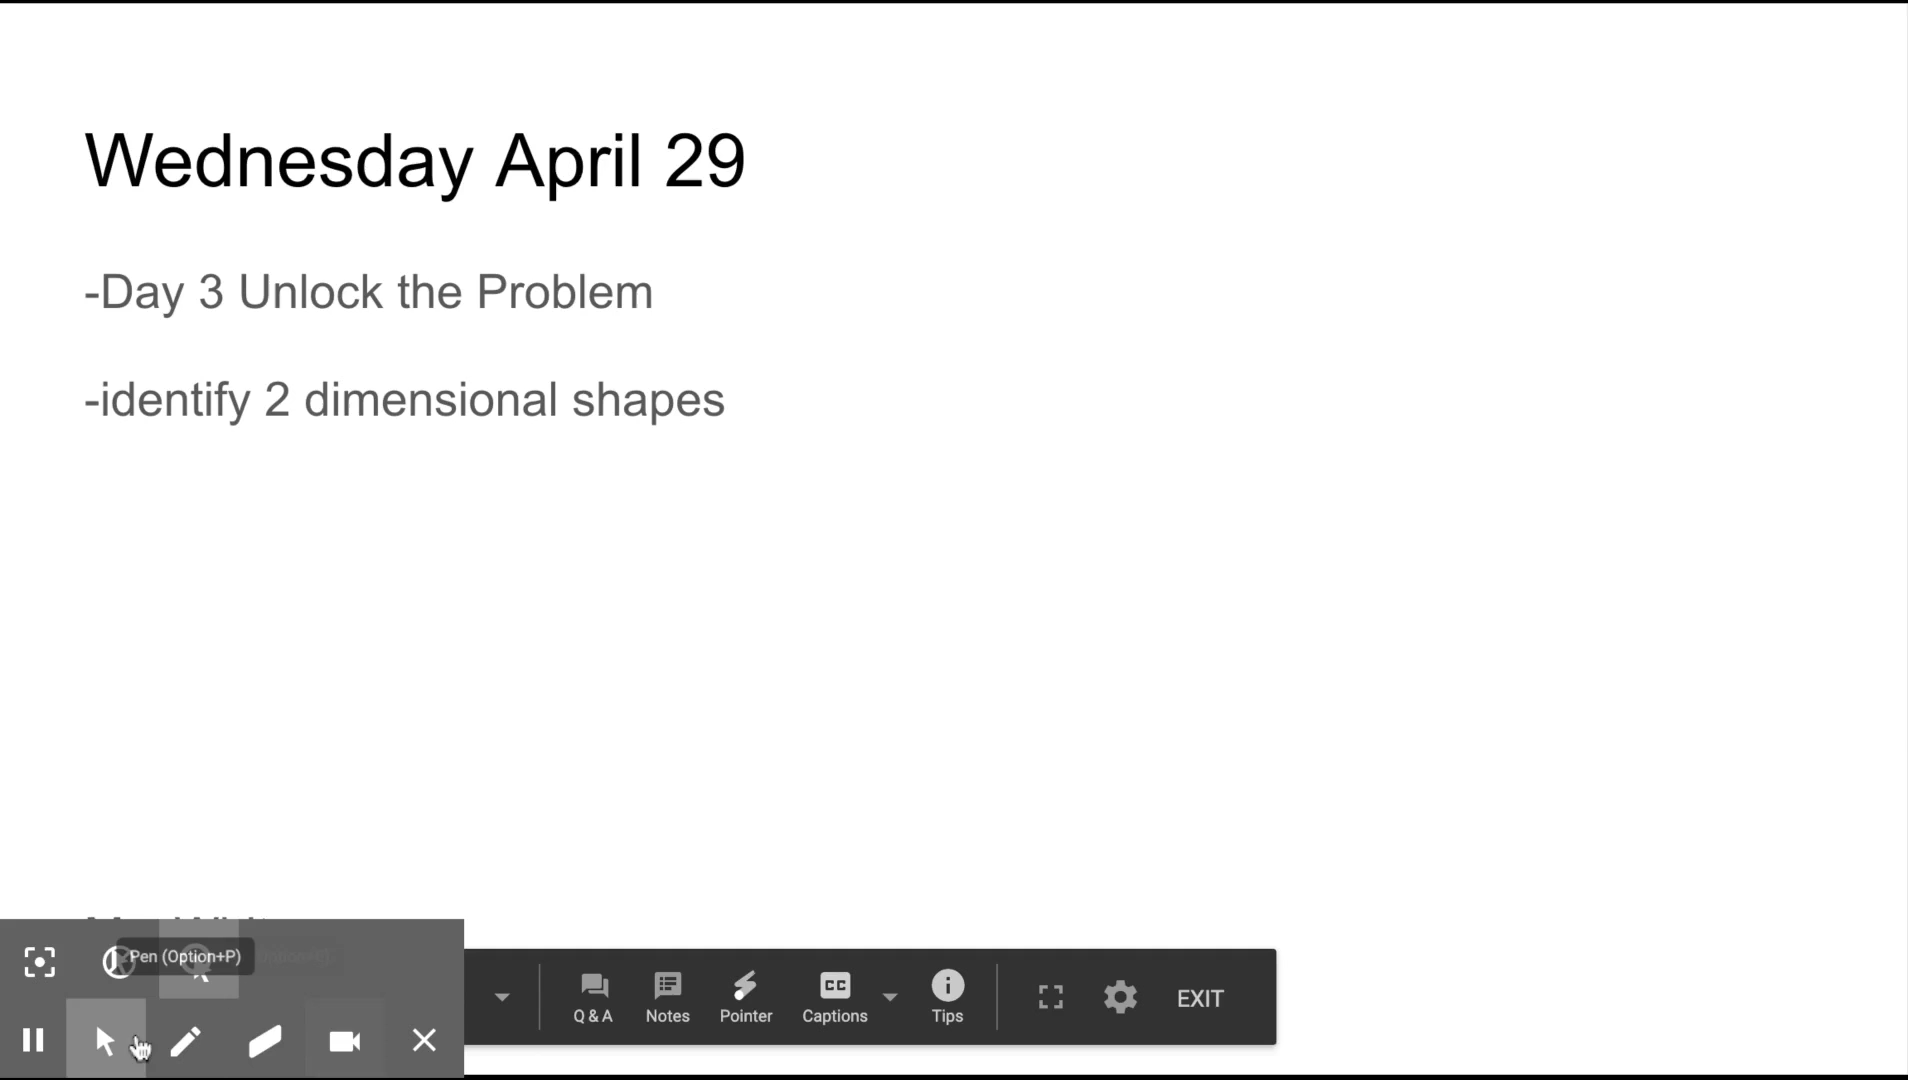 Wednesday April 29
-Day 3 Unlock the Problem
-identify 2 dimensional shapes
Pen (Option+P)
Q & A
Notes
Pointer
CC
Captions
Tips
EXIT